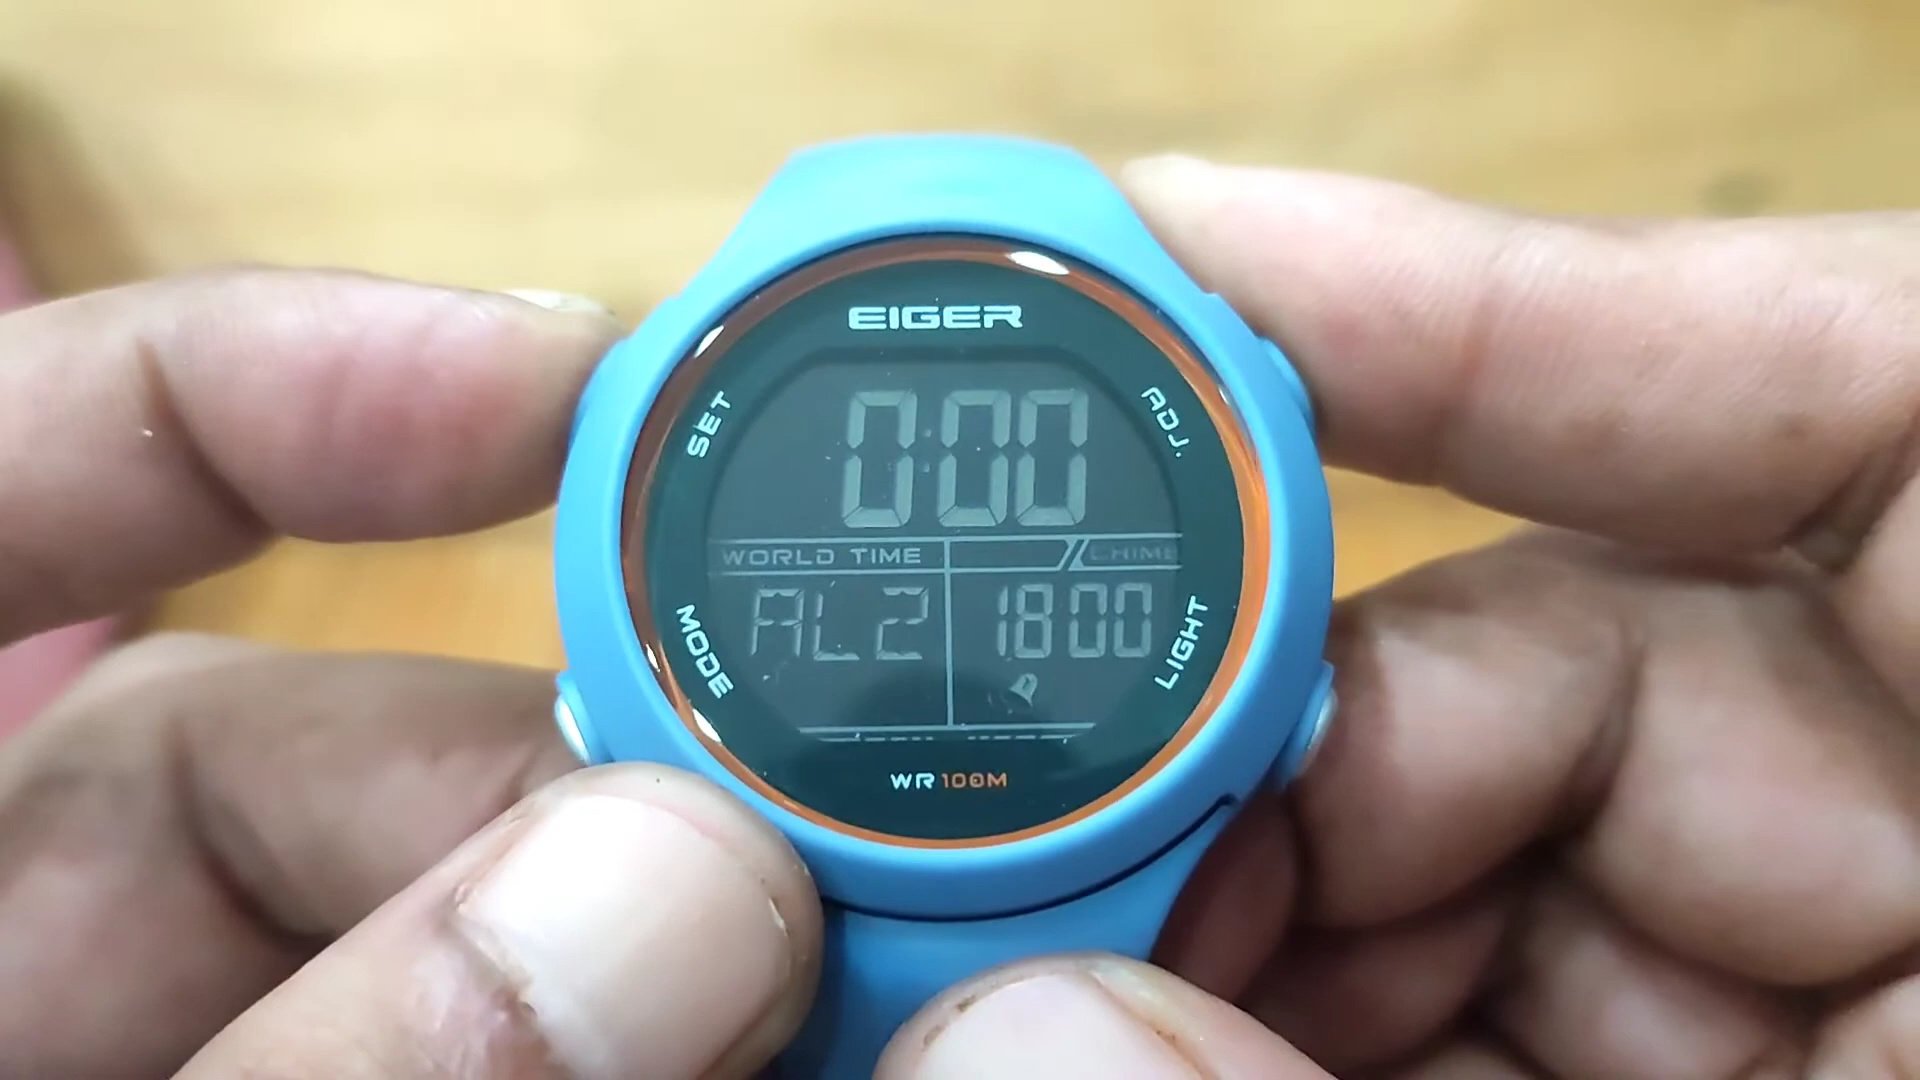 EIGER
SET
ADJ.
0:00
WORLD TIME
CHIME
AL2
18 00
MODE
LIGHT
WR 100M